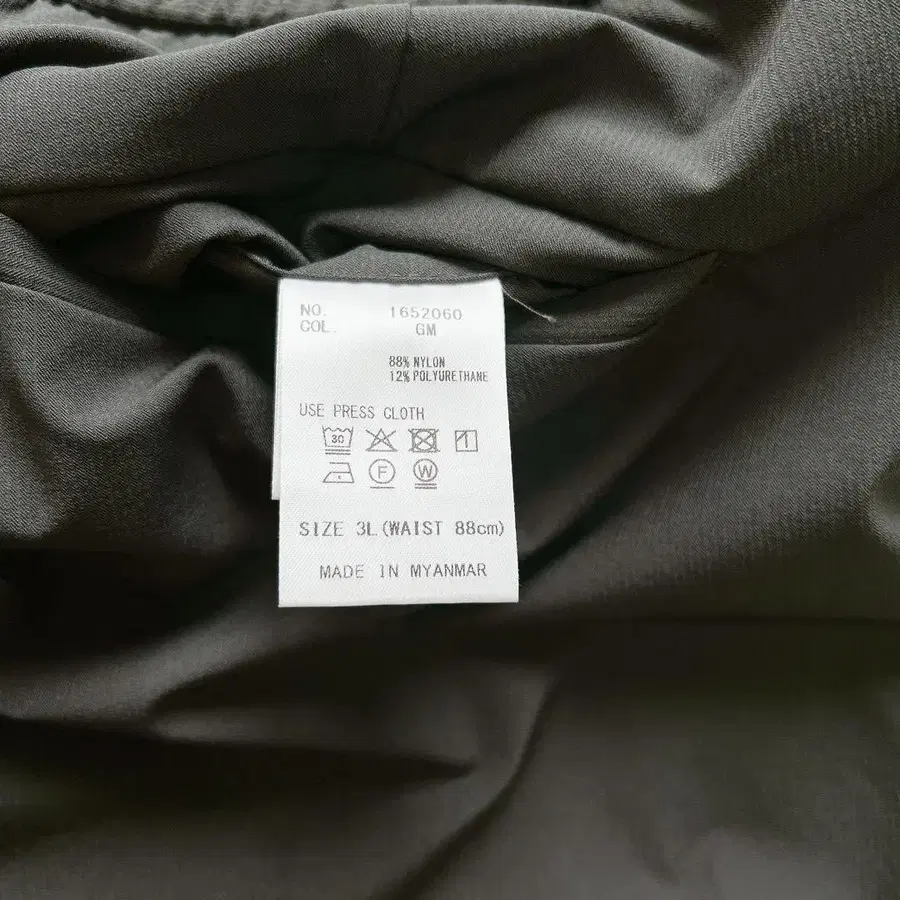 NO. 1652060
COL. GM
88% NYLON
12% POLYURETHANE
USE PRESS CLOTH
30
F W
SIZE 3L(WAIST 88cm)
MADE IN MYANMAR